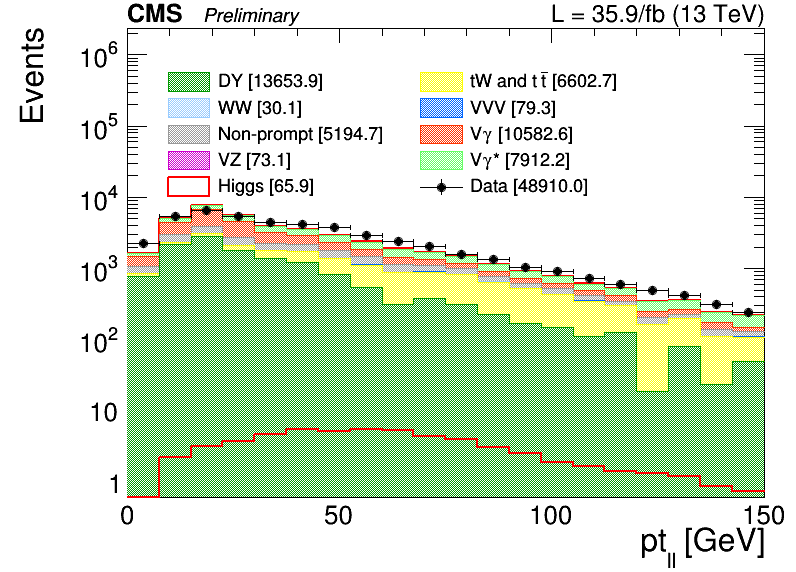 CMS Preliminary L = 35.9/fb (13 TeV)
Events
10^6
10^5
10^4
10^3
10^2
10
1
DY [13653.9]
WW [30.1]
Non-prompt [5194.7]
VZ [73.1]
Higgs [65.9]
tW and tt̅ [6602.7]
VVV [79.3]
Vγ [10582.6]
Vγ* [7912.2]
Data [48910.0]
0 50 100 150
pt_|| [GeV]